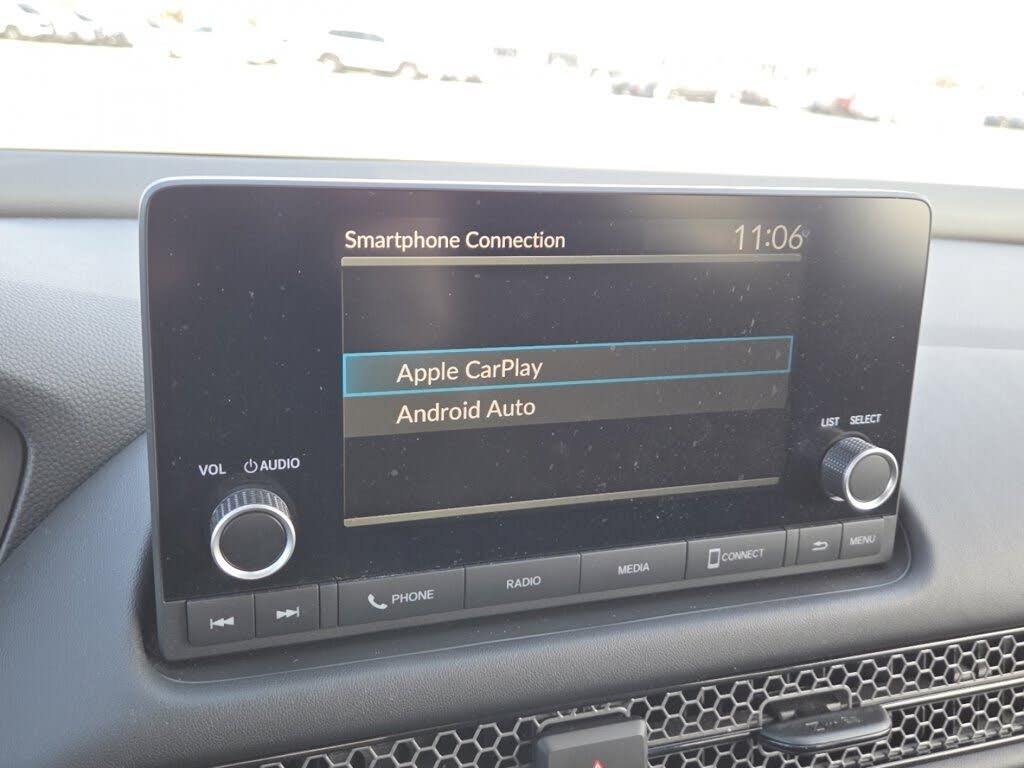 Smartphone Connection 11:06
Apple CarPlay
Android Auto
VOL AUDIO
LIST SELECT
PHONE RADIO MEDIA CONNECT MENU